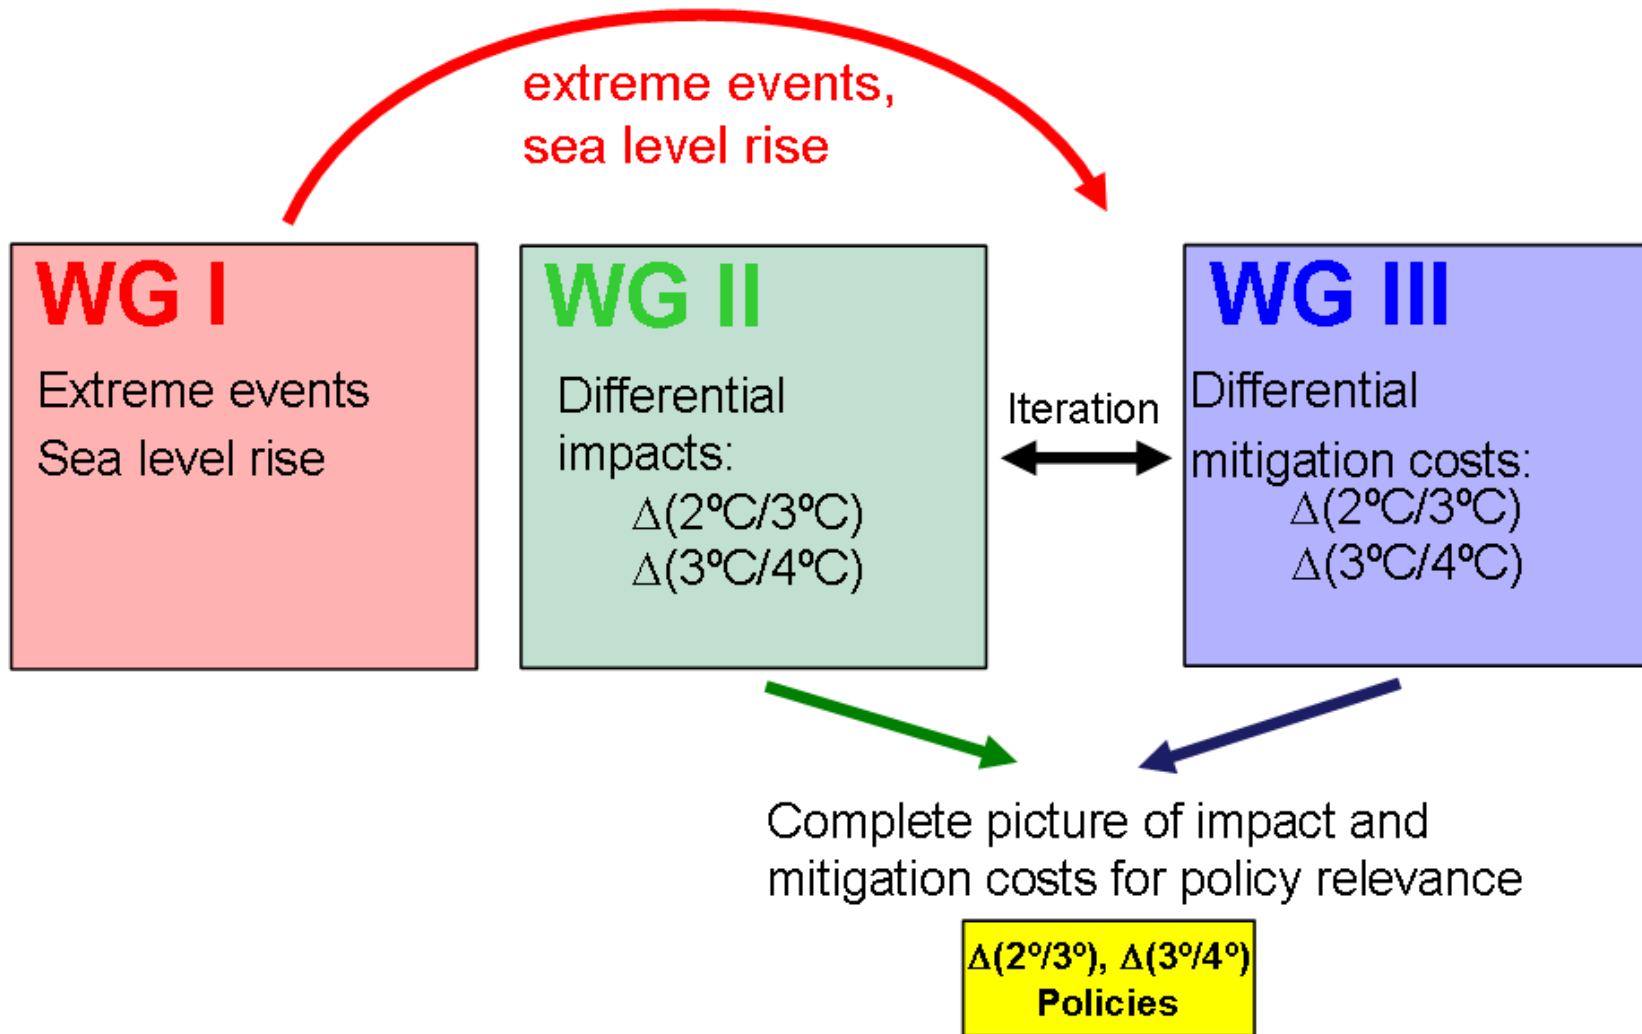 extreme events,
sea level rise
WG I
Extreme events
Sea level rise
WG II
Differential
impacts:
Δ(2ºC/3ºC)
Δ(3ºC/4ºC)
Iteration
WG III
Differential
mitigation costs:
Δ(2ºC/3ºC)
Δ(3ºC/4ºC)
Complete picture of impact and
mitigation costs for policy relevance
Δ(2º/3º), Δ(3º/4º)
Policies